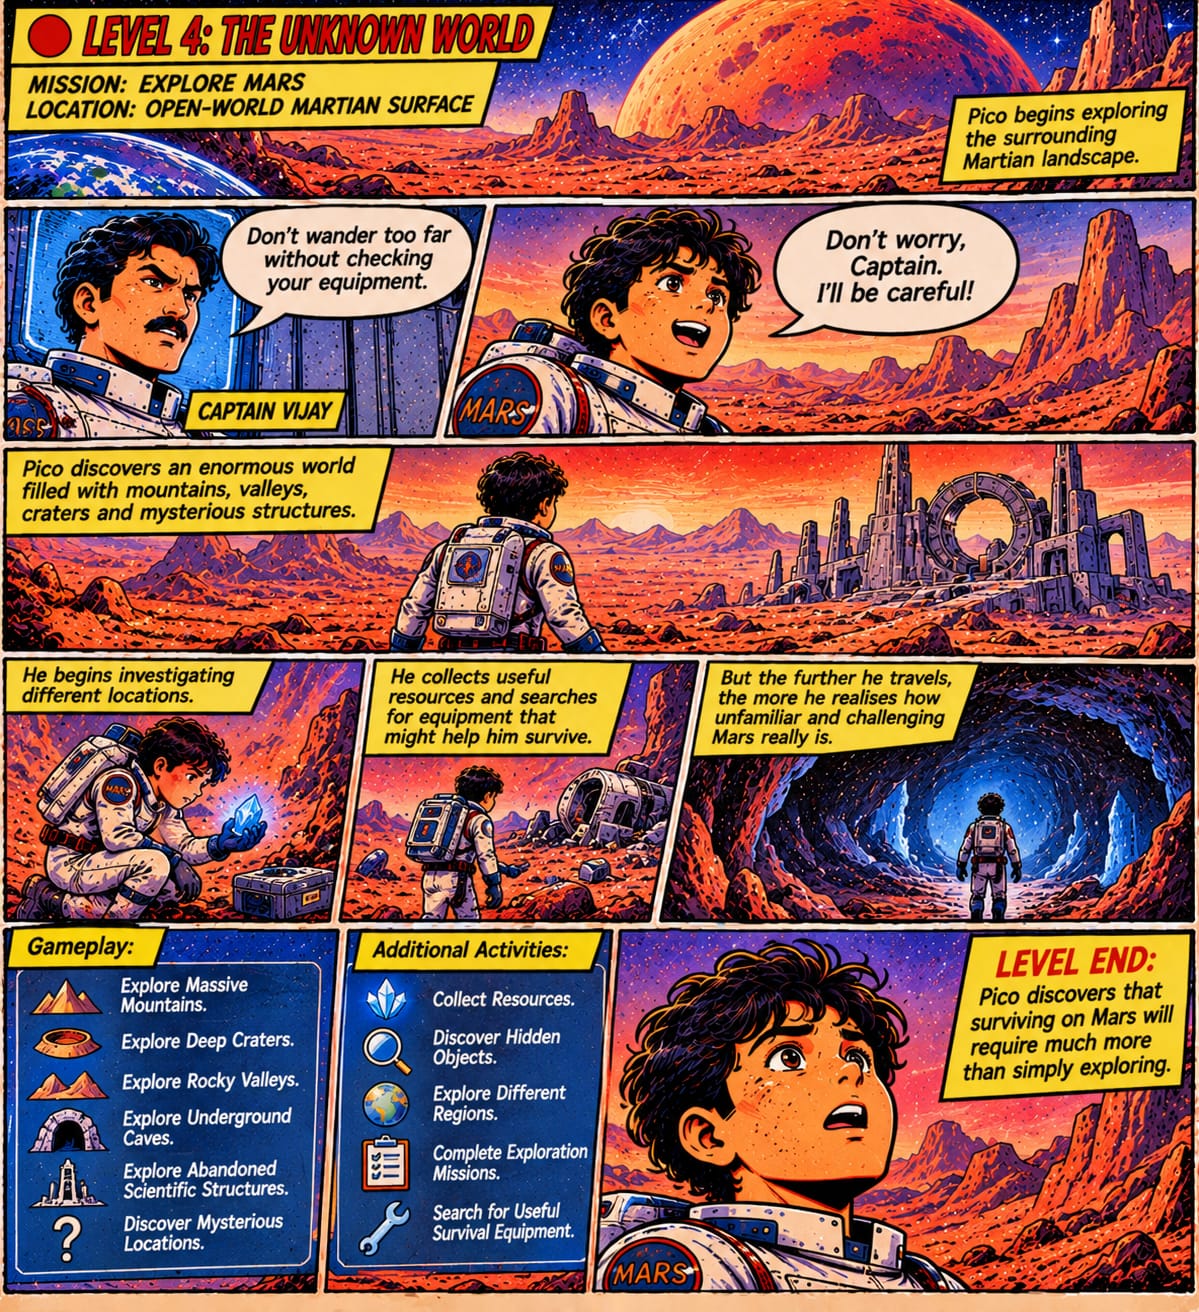 LEVEL 4: THE UNKNOWN WORLD
MISSION: EXPLORE MARS
LOCATION: OPEN-WORLD MARTIAN SURFACE
Pico begins exploring
the surrounding
Martian landscape.
Don't wander too far
without checking
your equipment.
CAPTAIN VIJAY
Don't worry,
Captain.
I'll be careful!
MARS
Pico discovers an enormous world
filled with mountains, valleys,
craters and mysterious structures.
MARS
He begins investigating
different locations.
MARS
He collects useful
resources and searches
for equipment that
might help him survive.
But the further he travels,
the more he realises how
unfamiliar and challenging
Mars really is.
Gameplay:
Explore Massive
Mountains.
Explore Deep Craters.
Explore Rocky Valleys.
Explore Underground
Caves.
Explore Abandoned
Scientific Structures.
?
Discover Mysterious
Locations.
Additional Activities:
Collect Resources.
Discover Hidden
Objects.
Explore Different
Regions.
Complete Exploration
Missions.
Search for Useful
Survival Equipment.
LEVEL END:
Pico discovers that
surviving on Mars will
require much more
than simply exploring.
MARS